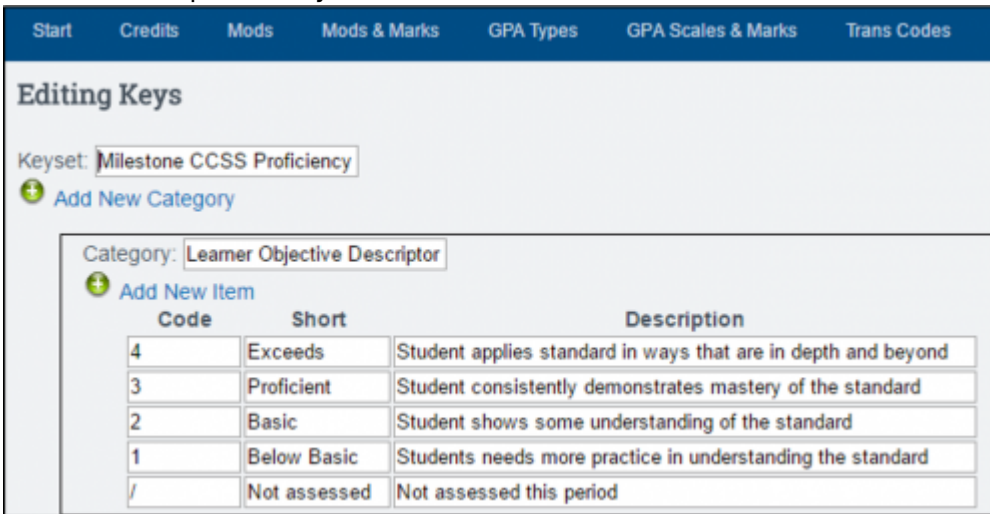 Start Credits Mods Mods & Marks GPA Types GPA Scales & Marks Trans Codes
Editing Keys
Keyset: Milestone CCSS Proficiency
Add New Category
Category: Learner Objective Descriptor
Add New Item
Code Short Description
4 Exceeds Student applies standard in ways that are in depth and beyond
3 Proficient Student consistently demonstrates mastery of the standard
2 Basic Student shows some understanding of the standard
1 Below Basic Students needs more practice in understanding the standard
/ Not assessed Not assessed this period